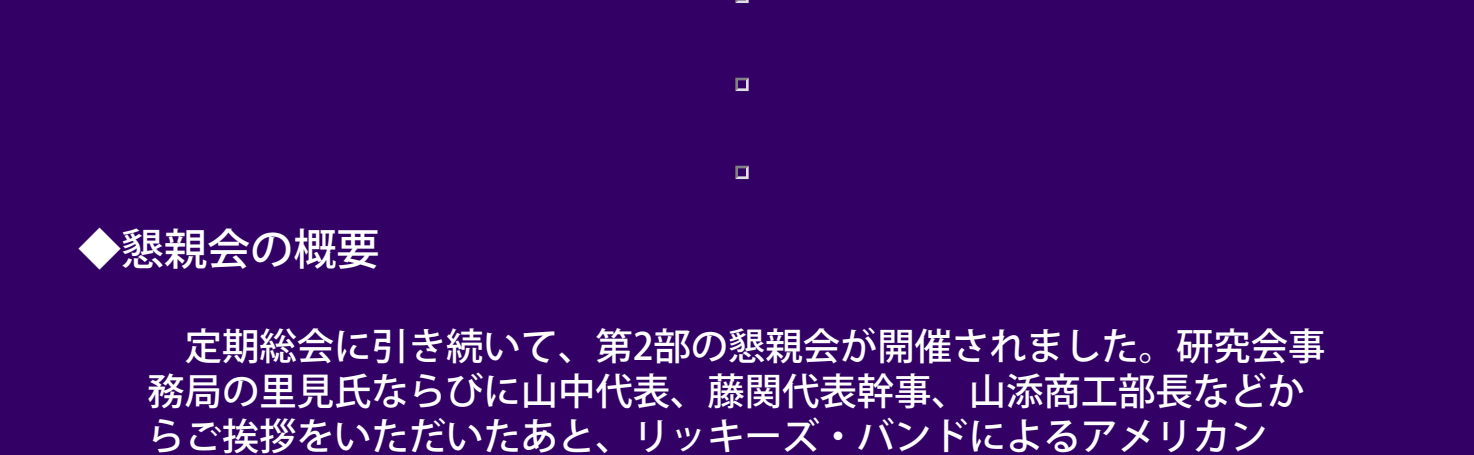 ◆懇親会の概要
定期総会に引き続いて、第2部の懇親会が開催されました。研究会事
務局の里見氏ならびに山中代表、藤関代表幹事、山添商工部長などか
らご挨拶をいただいたあと、リッキーズ・バンドによるアメリカン